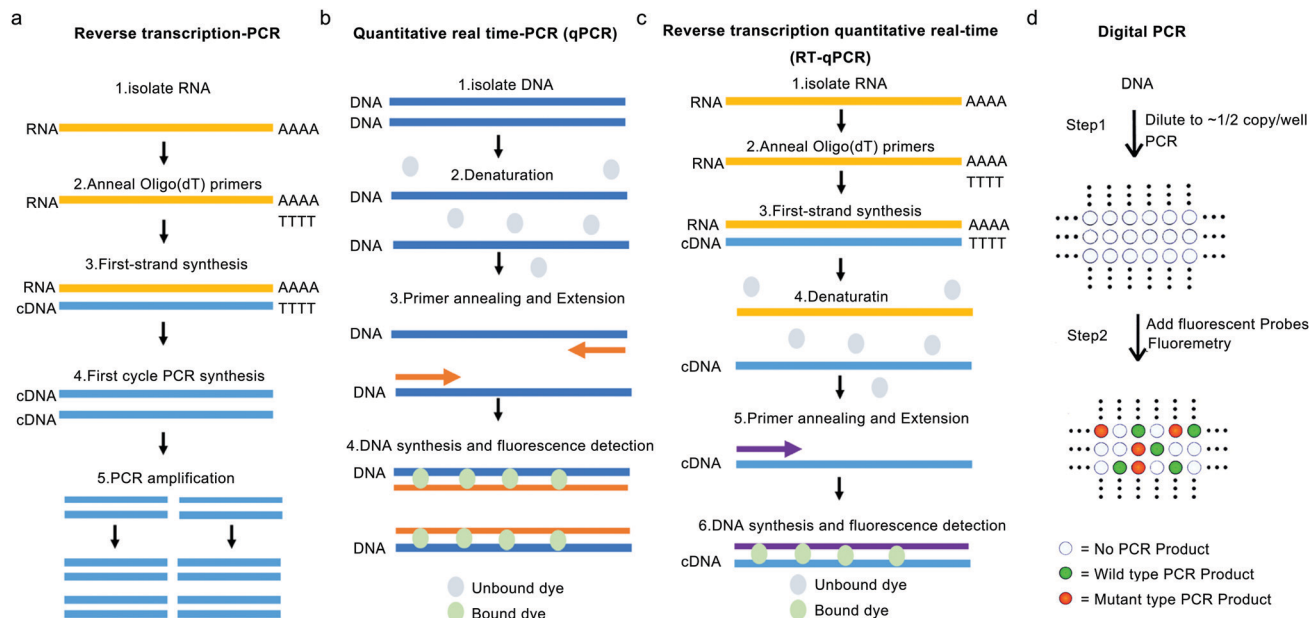 a
Reverse transcription-PCR
1.isolate RNA
RNA AAAA
2.Anneal Oligo(dT) primers
RNA AAAA
TTTT
3.First-strand synthesis
RNA AAAA
cDNA TTTT
4.First cycle PCR synthesis
cDNA
cDNA
5.PCR amplification
b
Quantitative real time-PCR (qPCR)
1.isolate DNA
DNA
DNA
2.Denaturation
DNA
DNA
3.Primer annealing and Extension
DNA
DNA
4.DNA synthesis and fluorescence detection
DNA
DNA
Unbound dye
Bound dye
c
Reverse transcription quantitative real-time
(RT-qPCR)
1.isolate RNA
RNA AAAA
2.Anneal Oligo(dT) primers
RNA AAAA
TTTT
3.First-strand synthesis
RNA AAAA
cDNA TTTT
4.Denaturatin
cDNA
5.Primer annealing and Extension
cDNA
6.DNA synthesis and fluorescence detection
cDNA
Unbound dye
Bound dye
d
Digital PCR
DNA
Step1 Dilute to ~1/2 copy/well
PCR
Step2 Add fluorescent Probes
Fluoremetry
= No PCR Product
= Wild type PCR Product
= Mutant type PCR Product